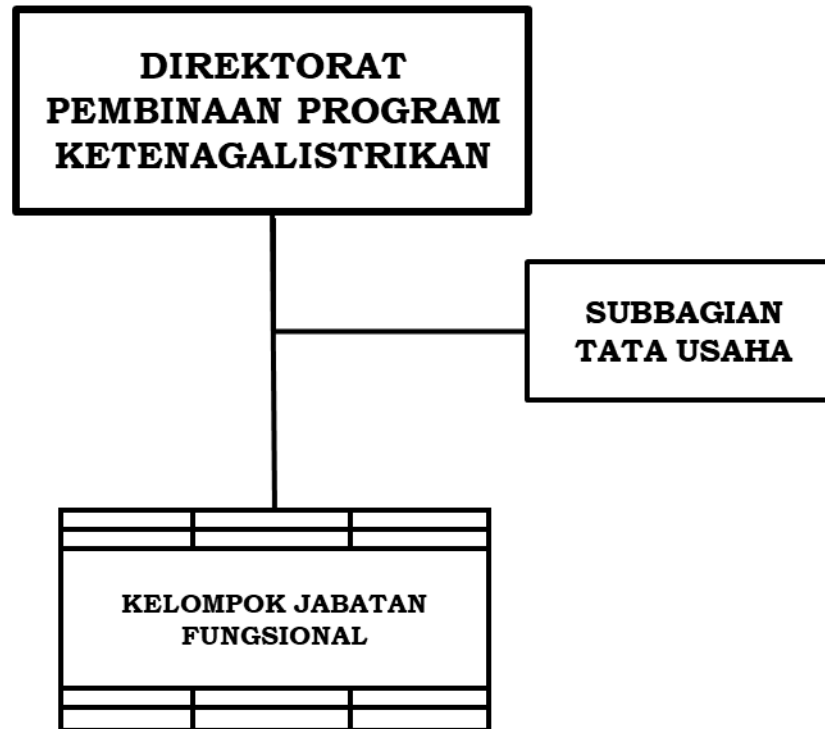 DIREKTORAT
PEMBINAAN PROGRAM
KETENAGALISTRIKAN
SUBBAGIAN
TATA USAHA
KELOMPOK JABATAN
FUNGSIONAL